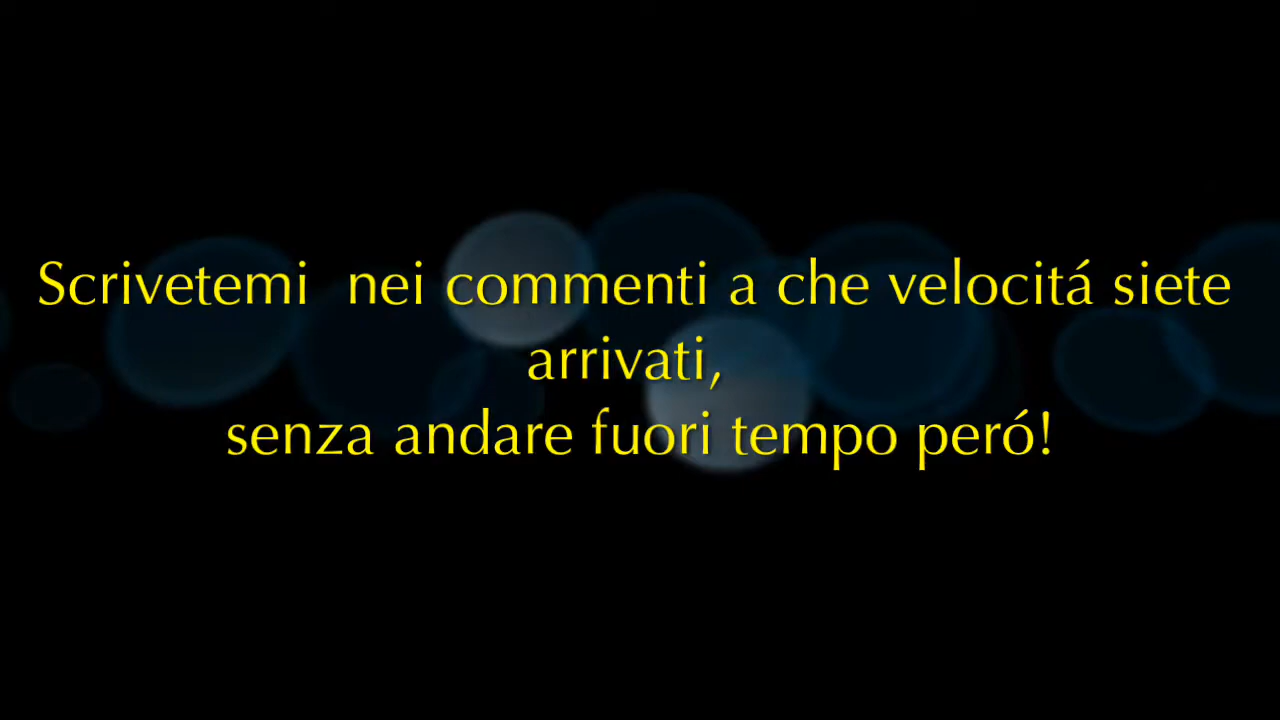 Scrivetemi  nei commenti a che velocitá siete
arrivati,
senza andare fuori tempo peró!